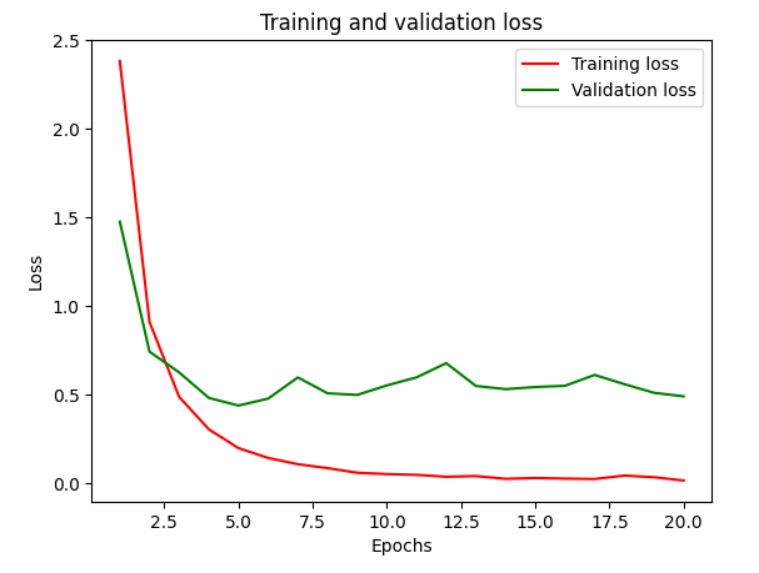 Training and validation loss
Training loss
Validation loss
Loss
2.5
2.0
1.5
1.0
0.5
0.0
2.5 5.0 7.5 10.0 12.5 15.0 17.5 20.0
Epochs